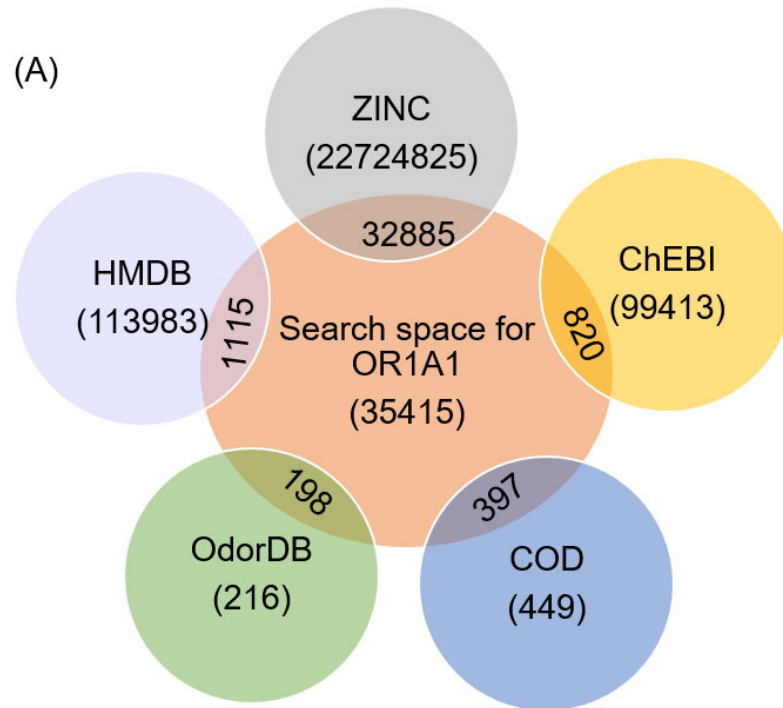 (A)
ZINC
(22724825)
32885
HMDB
(113983)
1115
ChEBI
(99413)
820
Search space for
OR1A1
(35415)
198
OdorDB
(216)
397
COD
(449)